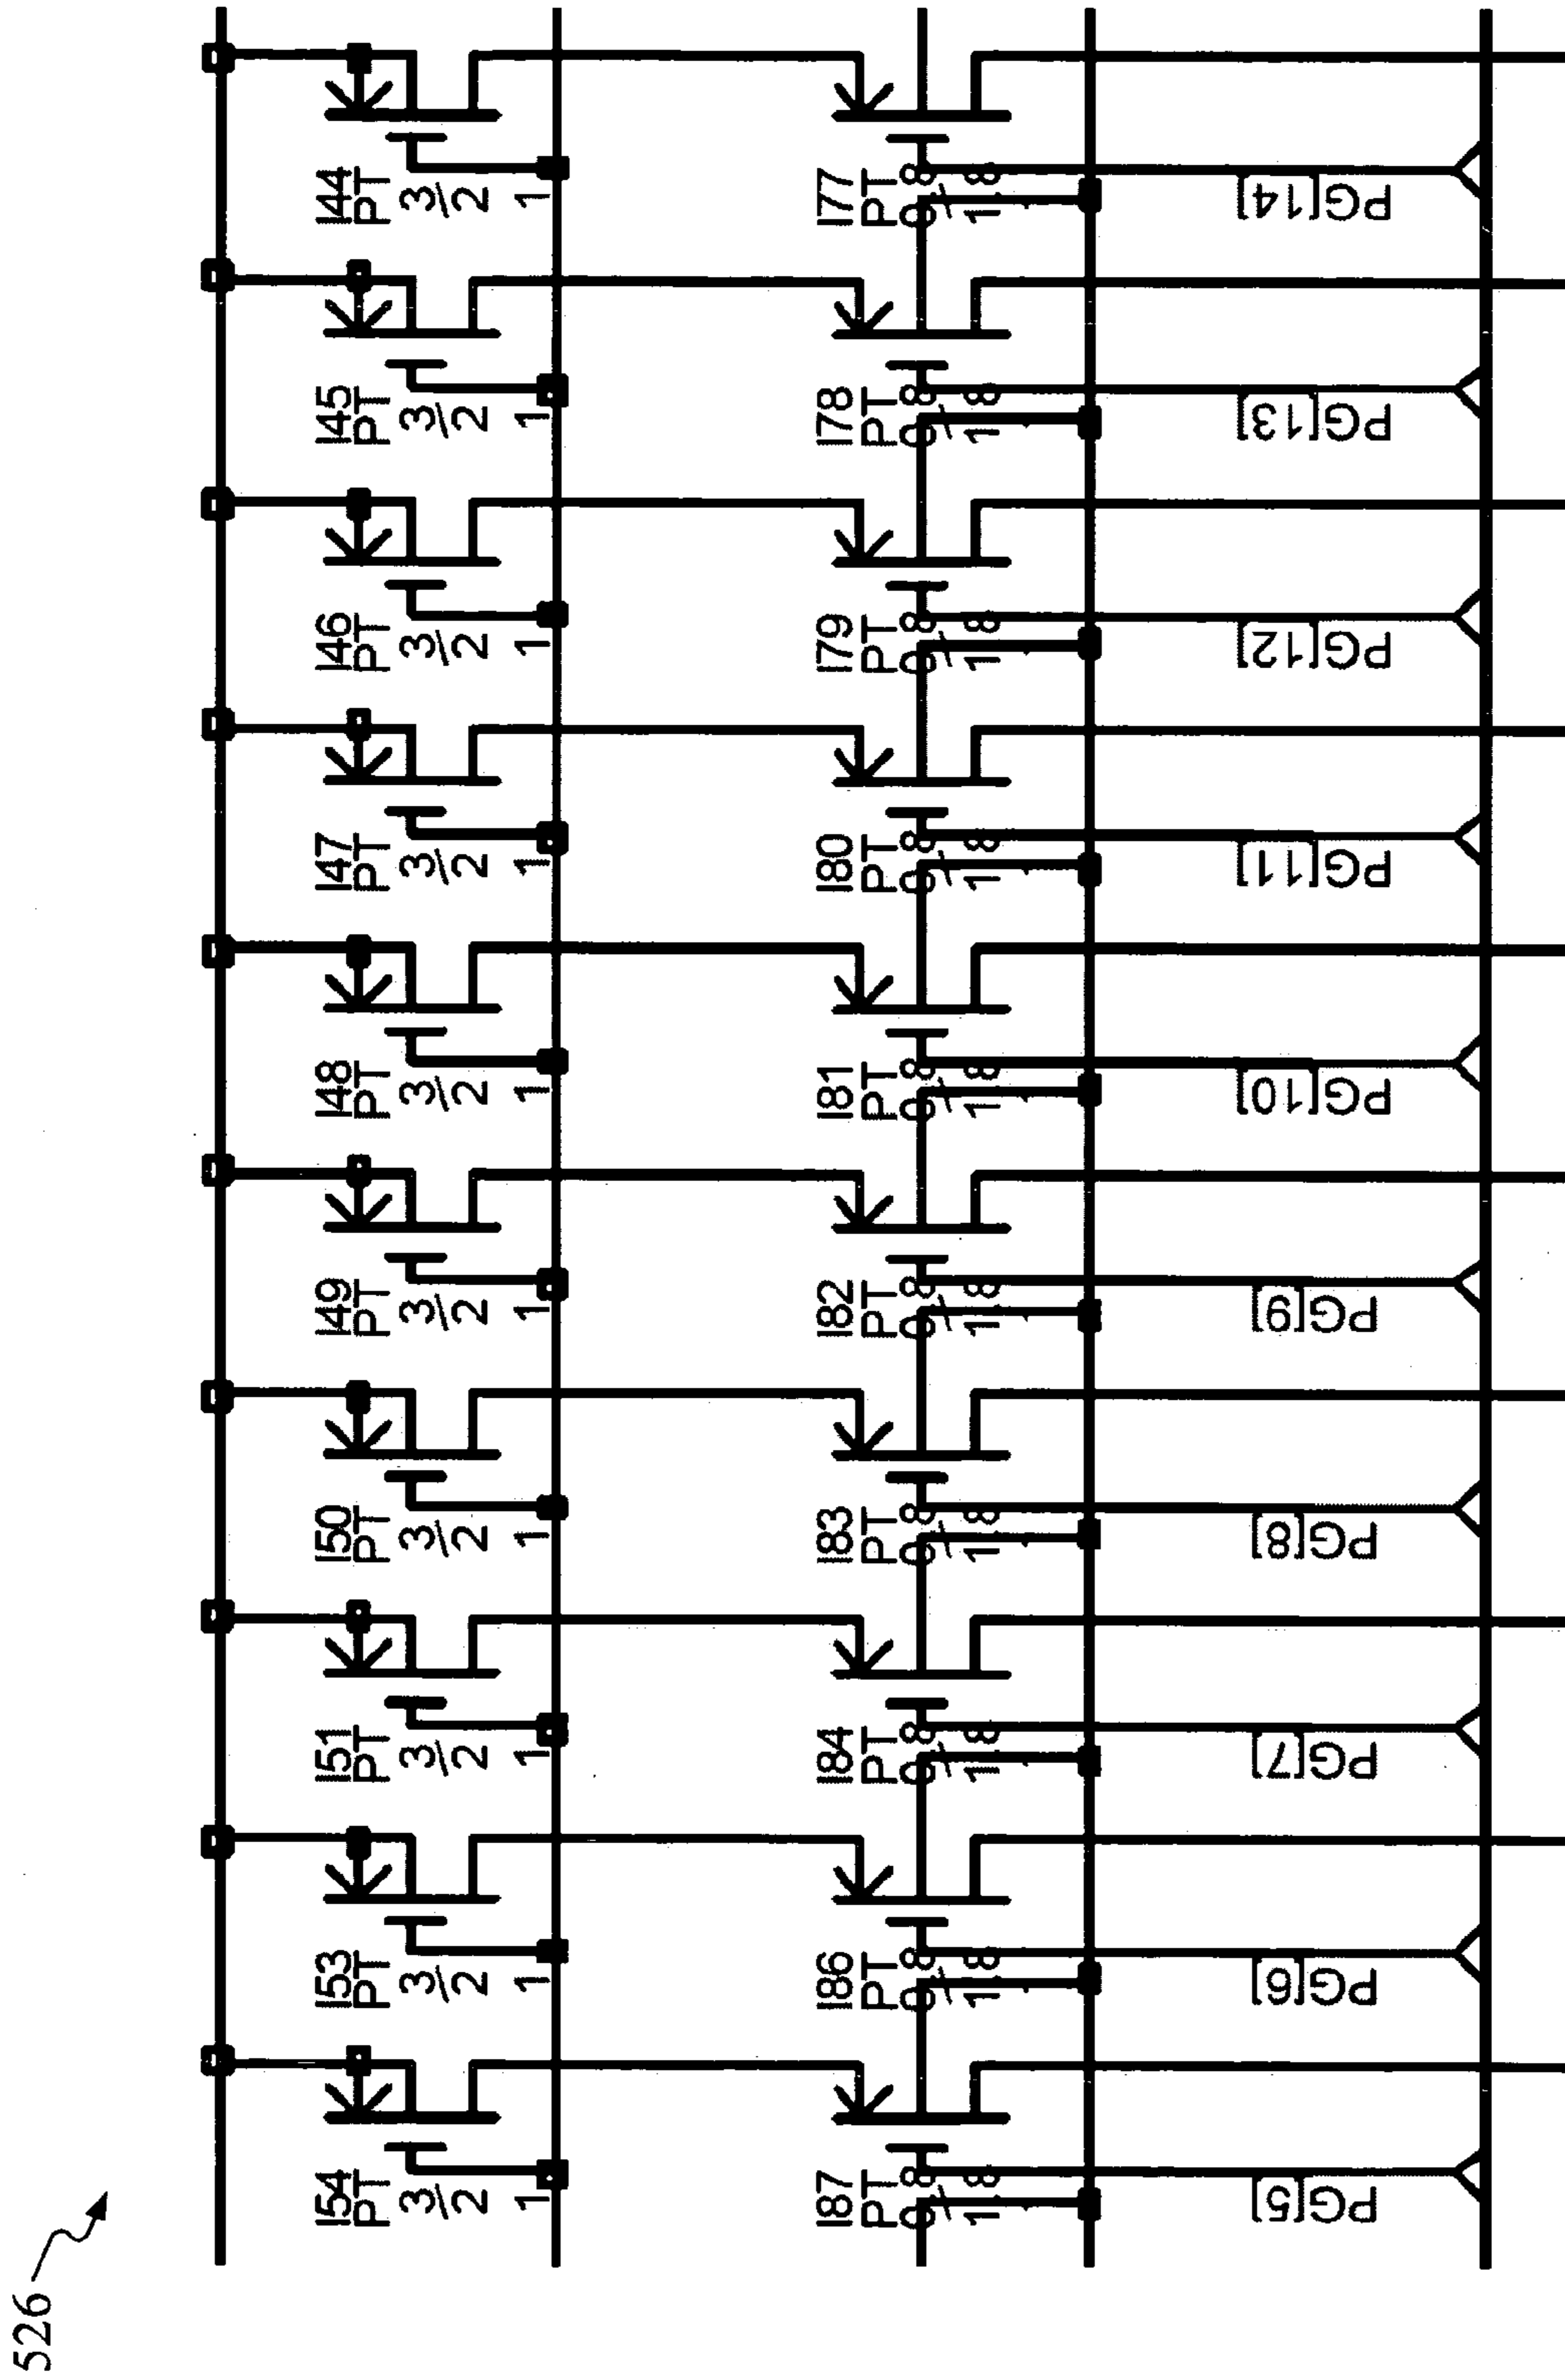 526
I54
PT
3/2
1
I53
PT
3/2
1
I51
PT
3/2
1
I50
PT
3/2
1
I49
PT
3/2
1
I48
PT
3/2
1
I47
PT
3/2
1
I46
PT
3/2
1
I45
PT
3/2
1
I44
PT
3/2
1
I87
PT
I86
PT
I84
PT
I83
PT
I82
PT
I81
PT
I80
PT
I79
PT
I78
PT
I77
PT
PG[5]
PG[6]
PG[7]
PG[8]
PG[9]
PG[10]
PG[11]
PG[12]
PG[13]
PG[14]